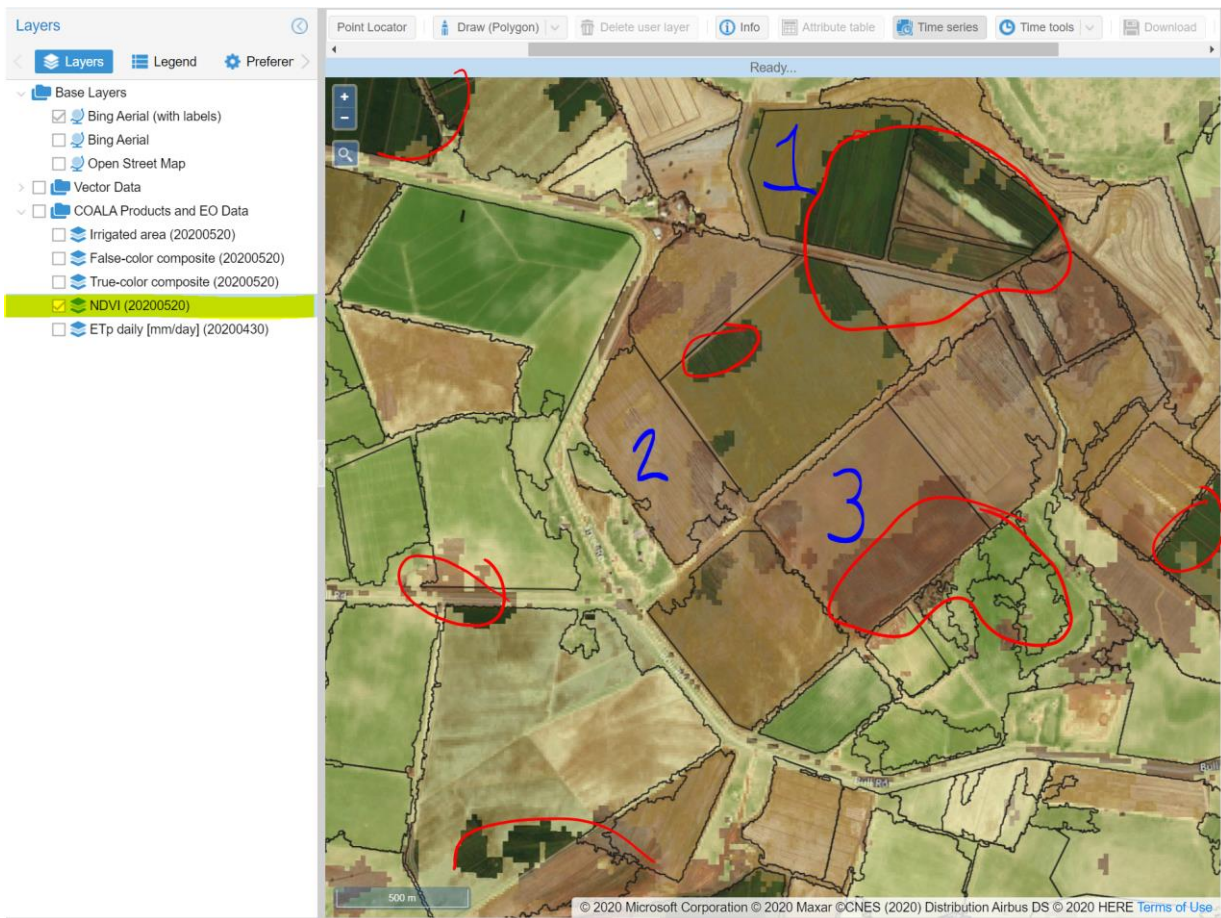 Layers
Layers Legend Preferer
Base Layers
Bing Aerial (with labels)
Bing Aerial
Open Street Map
Vector Data
COALA Products and EO Data
Irrigated area (20200520)
False-color composite (20200520)
True-color composite (20200520)
NDVI (20200520)
ETp daily [mm/day] (20200430)
Point Locator Draw (Polygon) Delete user layer Info Attribute table Time series Time tools Download
Ready...
+
-
1
2
3
Rd
Rd
500 m
© 2020 Microsoft Corporation © 2020 Maxar ©CNES (2020) Distribution Airbus DS © 2020 HERE Terms of Use